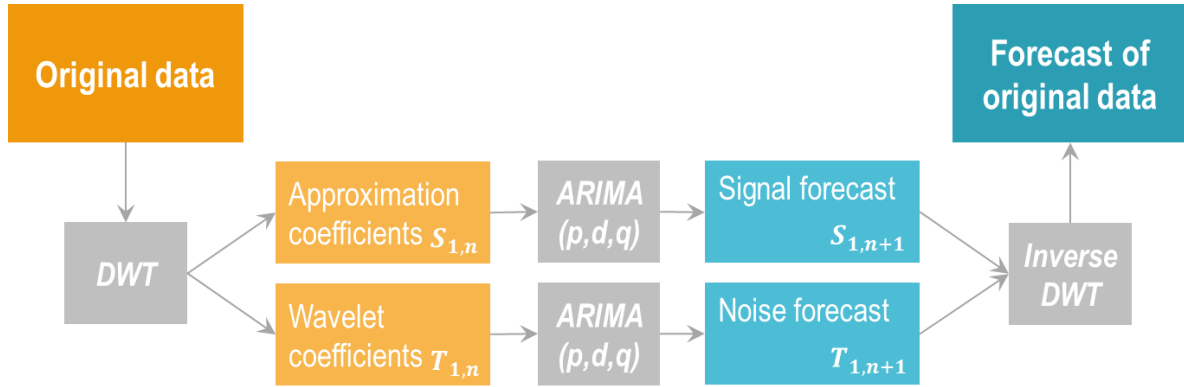 Original data
DWT
Approximation
coefficients S₁,ₙ
ARIMA
(p,d,q)
Signal forecast
S₁,ₙ₊₁
Wavelet
coefficients T₁,ₙ
ARIMA
(p,d,q)
Noise forecast
T₁,ₙ₊₁
Inverse
DWT
Forecast of
original data